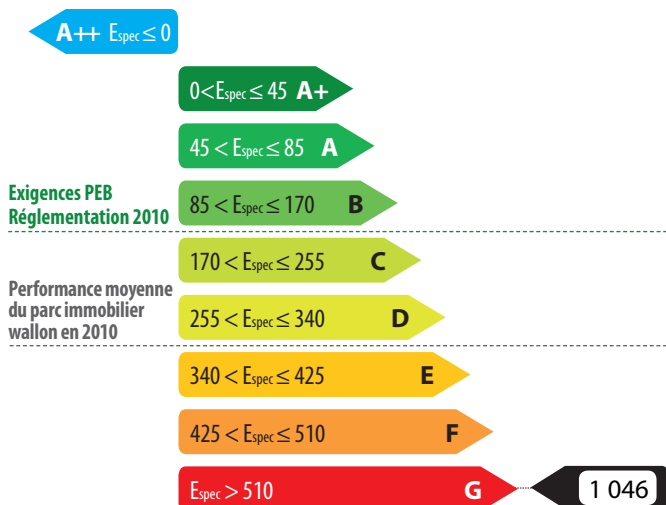 A++ Espec ≤ 0
0 < Espec ≤ 45 A+
45 < Espec ≤ 85 A
Exigences PEB
Réglementation 2010
85 < Espec ≤ 170 B
170 < Espec ≤ 255 C
Performance moyenne
du parc immobilier
wallon en 2010
255 < Espec ≤ 340 D
340 < Espec ≤ 425 E
425 < Espec ≤ 510 F
Espec > 510 G
1 046